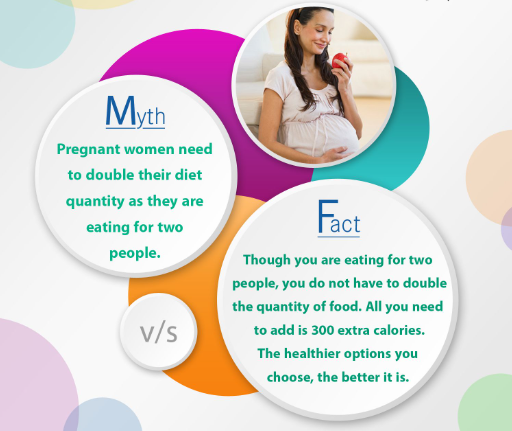 Myth
Pregnant women need
to double their diet
quantity as they are
eating for two
people.
v/s
Fact
Though you are eating for two
people, you do not have to double
the quantity of food. All you need
to add is 300 extra calories.
The healthier options you
choose, the better it is.